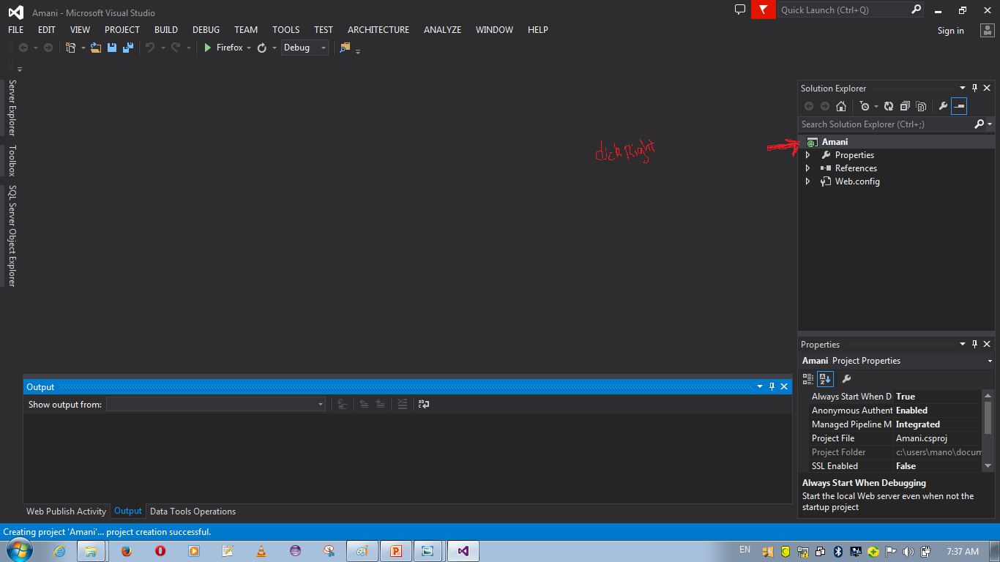 Amani - Microsoft Visual Studio
Quick Launch (Ctrl+Q)
FILE EDIT VIEW PROJECT BUILD DEBUG TEAM TOOLS TEST ARCHITECTURE ANALYZE WINDOW HELP
Sign in
Firefox Debug
Server Explorer
Toolbox
SQL Server Object Explorer
click Right
Solution Explorer
Search Solution Explorer (Ctrl+;)
Amani
Properties
References
Web.config
Properties
Amani Project Properties
Always Start When D True
Anonymous Authent Enabled
Managed Pipeline M Integrated
Project File Amani.csproj
Project Folder c:\users\mano\docum
SSL Enabled False
Always Start When Debugging
Start the local Web server even when not the
startup project
Output
Show output from:
Web Publish Activity Output Data Tools Operations
Creating project 'Amani'... project creation successful.
EN
7:37 AM